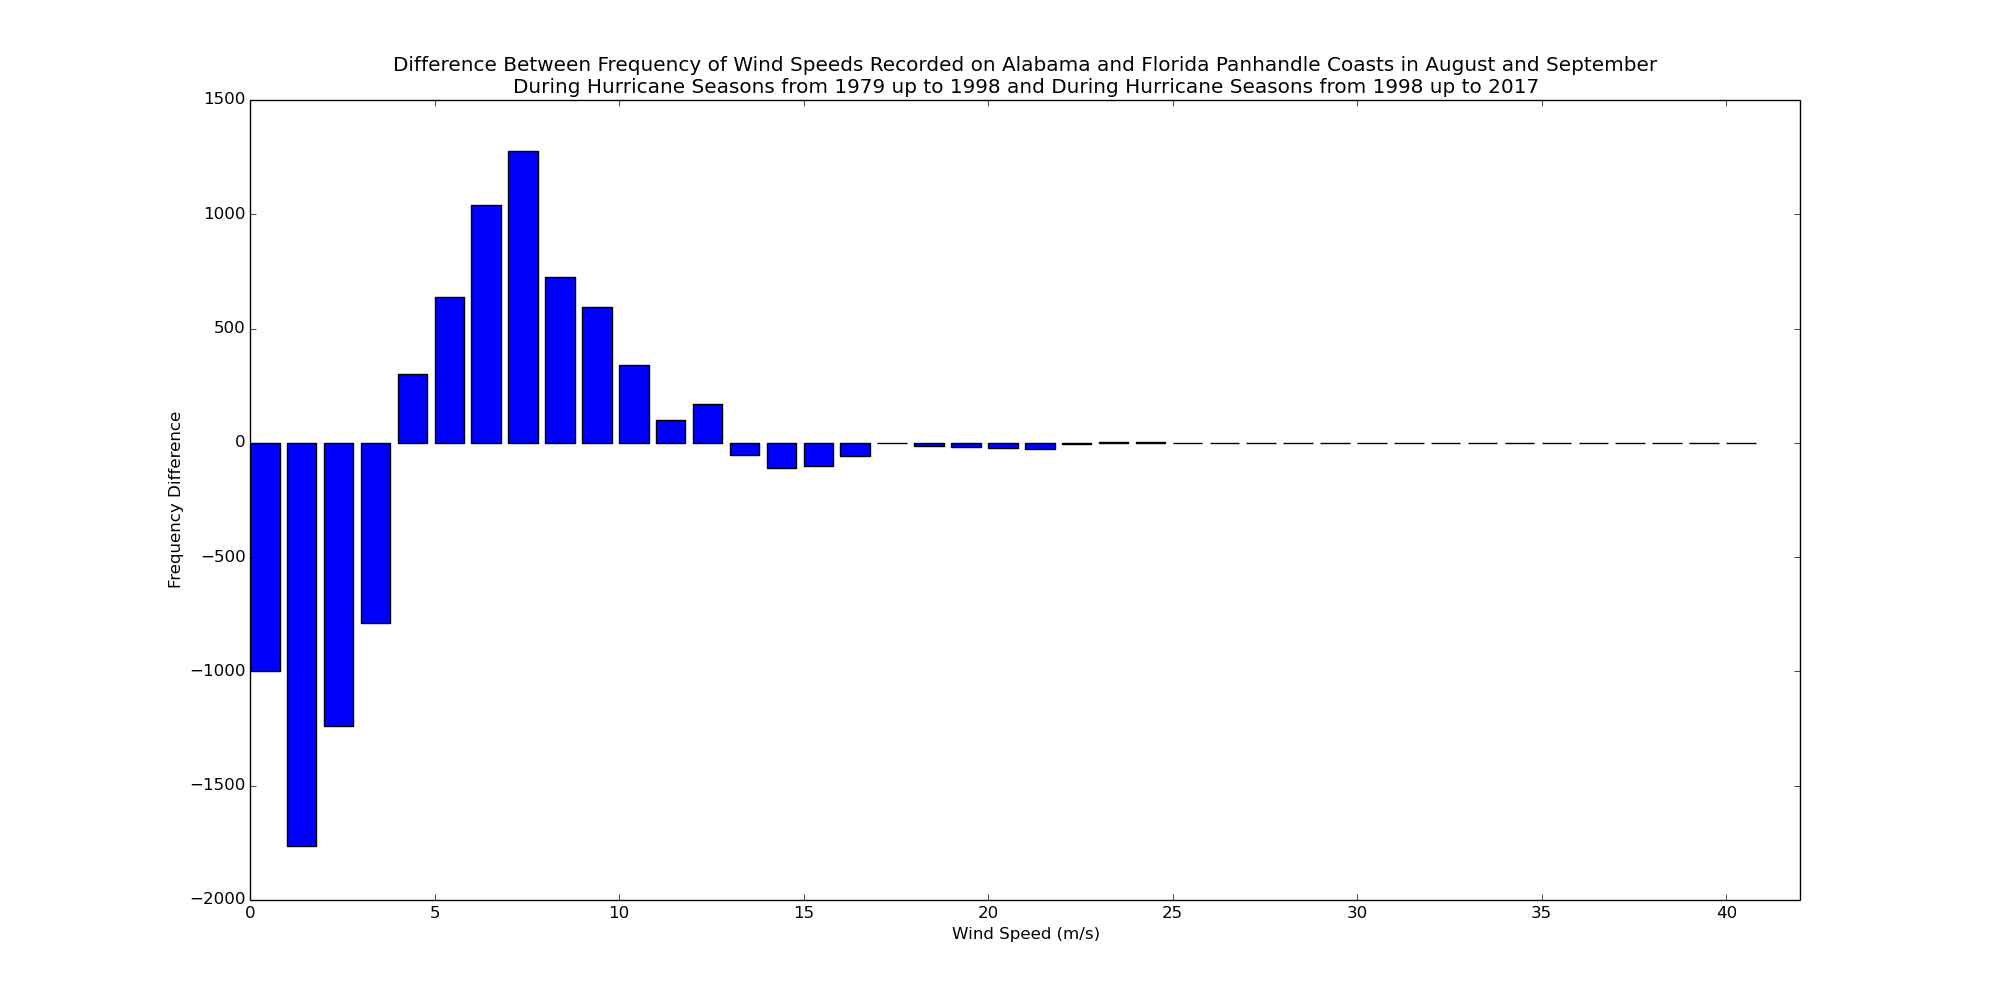 Difference Between Frequency of Wind Speeds Recorded on Alabama and Florida Panhandle Coasts in August and September
During Hurricane Seasons from 1979 up to 1998 and During Hurricane Seasons from 1998 up to 2017
1500
1000
500
0
−500
−1000
−1500
−2000
Frequency Difference
0 5 10 15 20 25 30 35 40
Wind Speed (m/s)